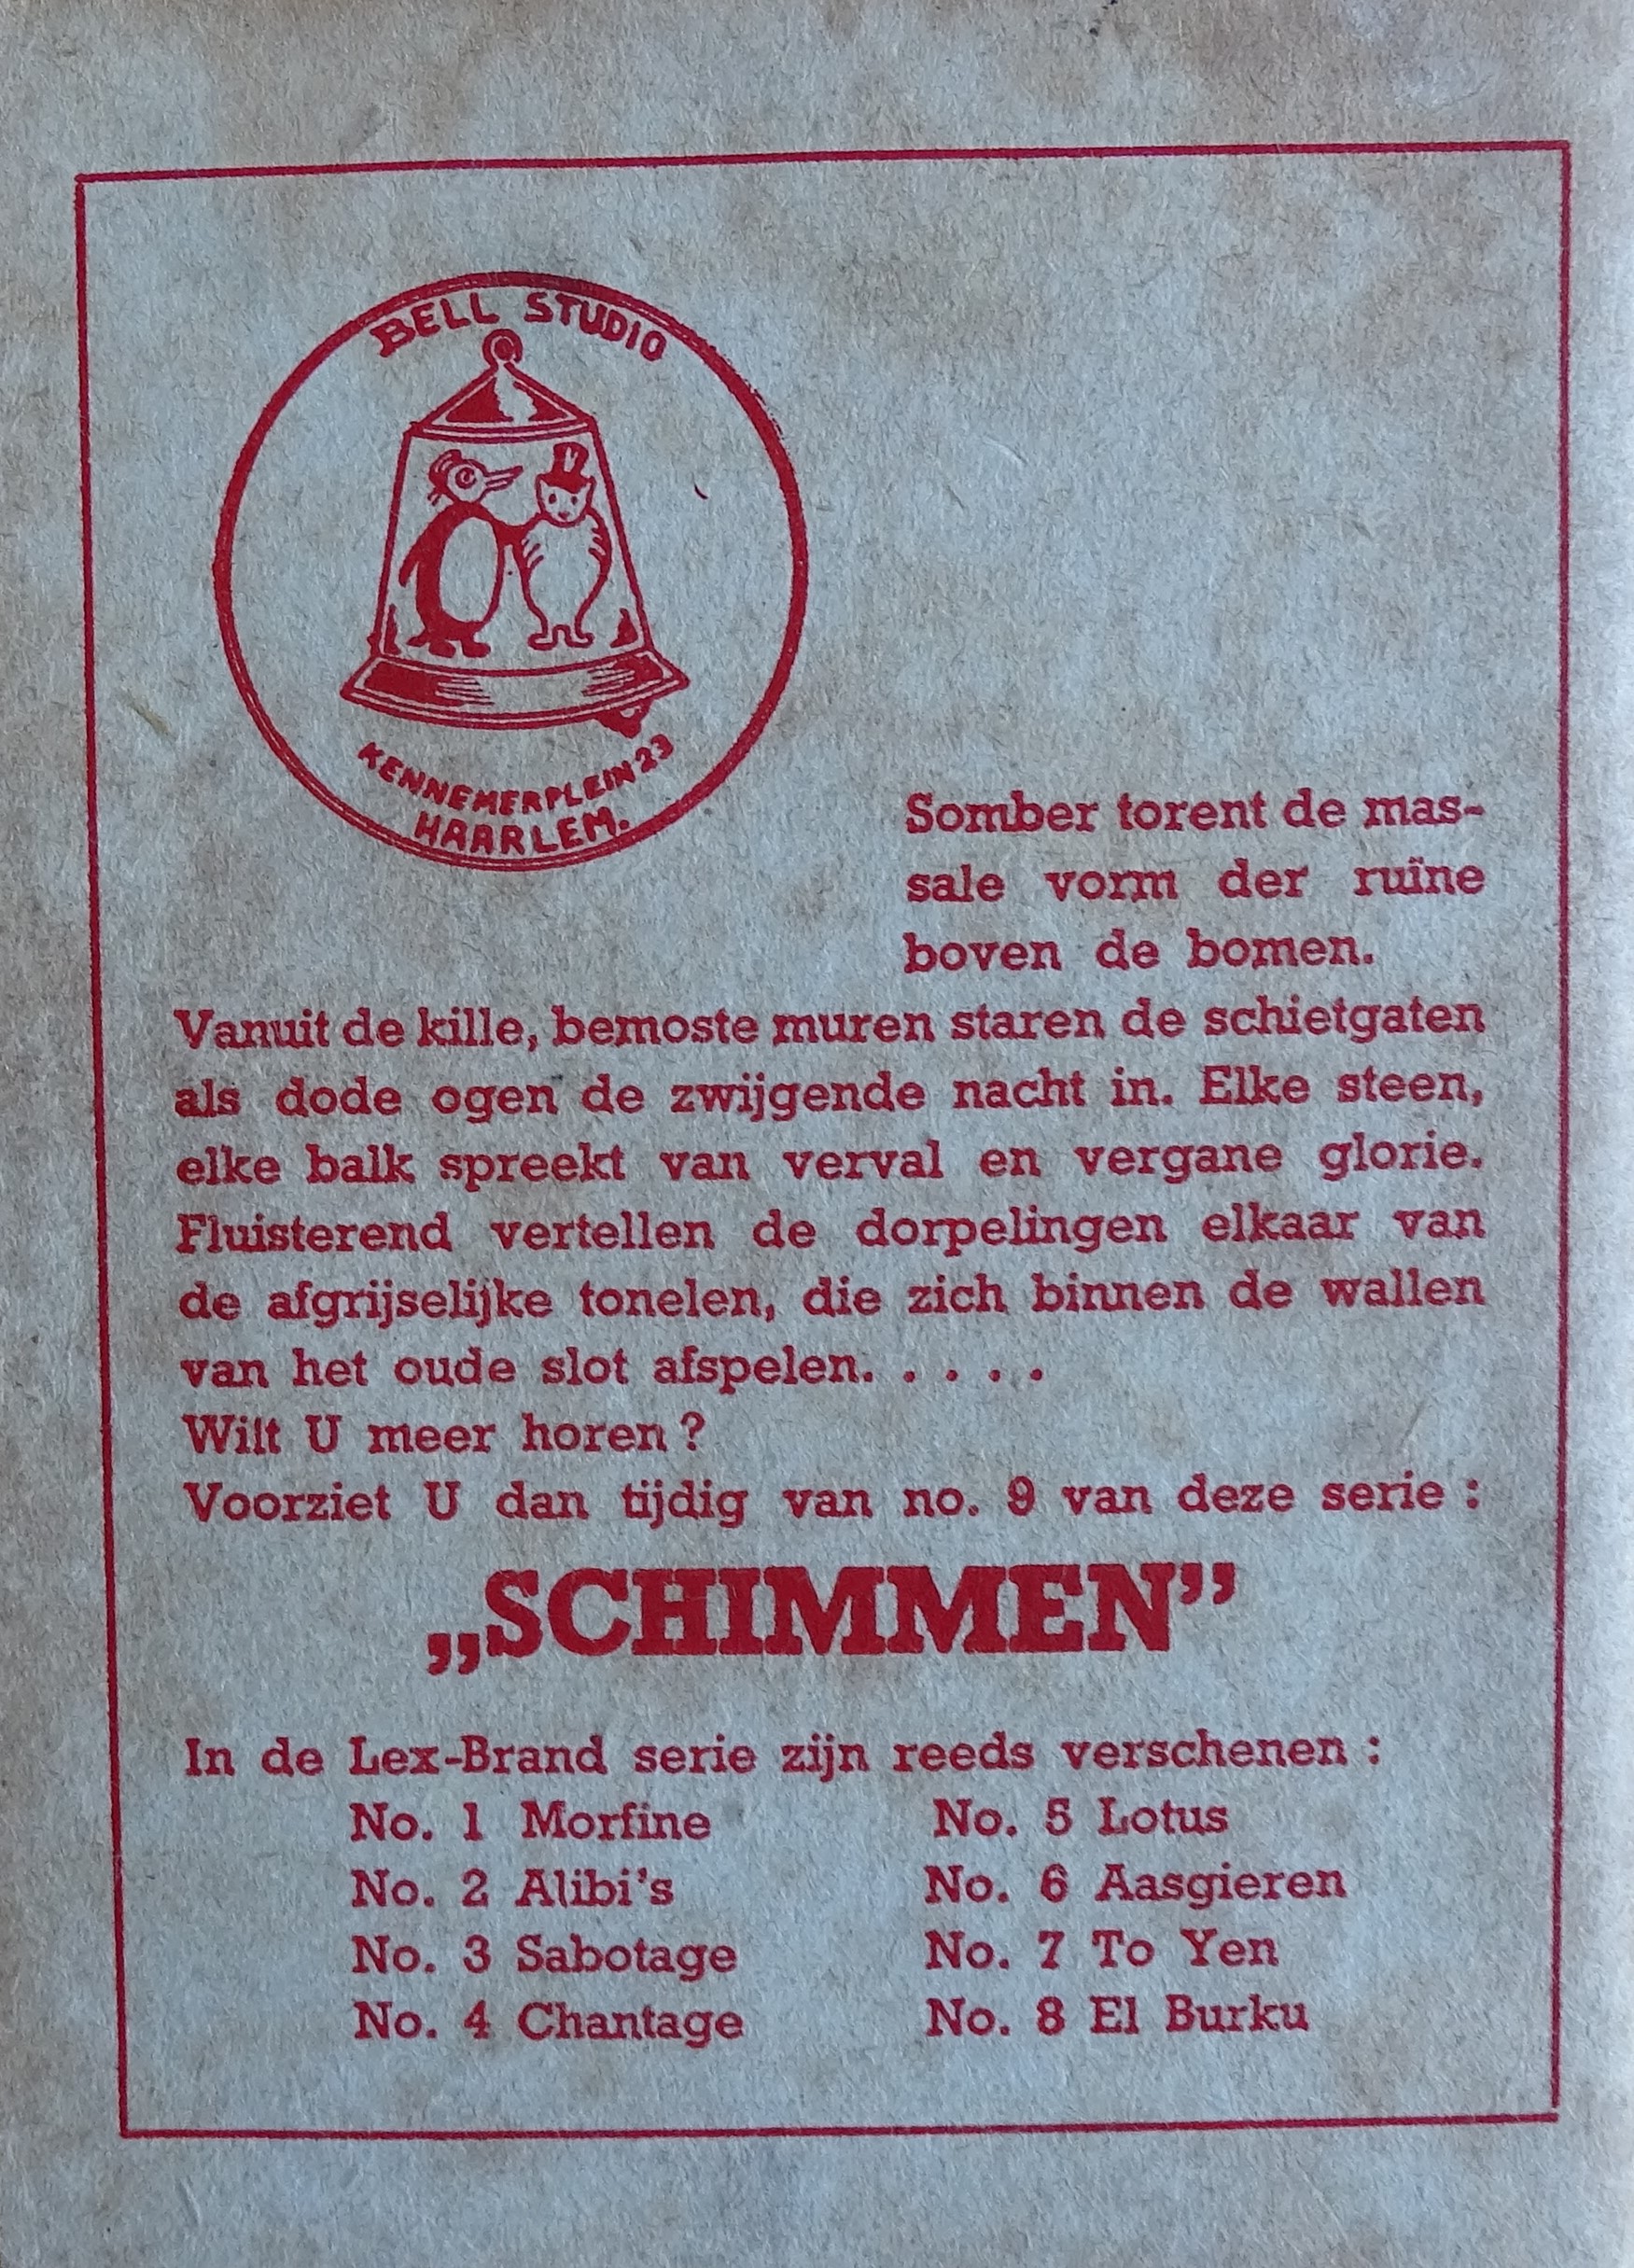 BELL STUDIO
KENNEMERPLEIN 23
HAARLEM.
Somber torent de mas-
sale vorm der ruïne
boven de bomen.
Vanuit de kille, bemoste muren staren de schietgaten
als dode ogen de zwijgende nacht in. Elke steen,
elke balk spreekt van verval en vergane glorie.
Fluisterend vertellen de dorpelingen elkaar van
de afgrijselijke tonelen, die zich binnen de wallen
van het oude slot afspelen. . . . .
Wilt U meer horen ?
Voorziet U dan tijdig van no. 9 van deze serie :
„SCHIMMEN”
In de Lex-Brand serie zijn reeds verschenen :
No. 1 Morfine
No. 2 Alibi's
No. 3 Sabotage
No. 4 Chantage
No. 5 Lotus
No. 6 Aasgieren
No. 7 To Yen
No. 8 El Burku